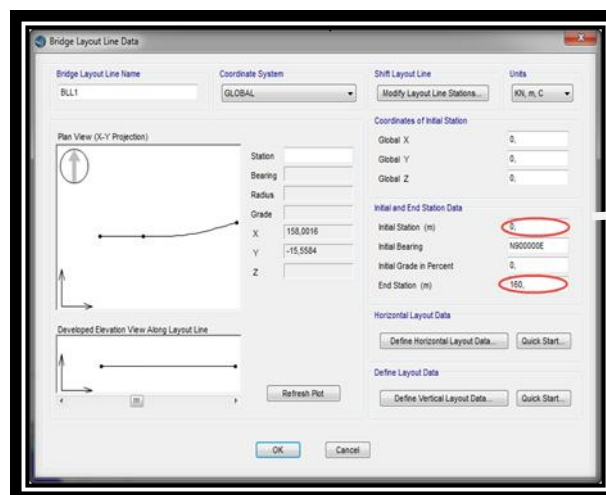 Bridge Layout Line Data
Bridge Layout Line Name
BLL1
Coordinate System
GLOBAL
Shift Layout Line
Modify Layout Line Stations...
Units
KN, m, C
Plan View (X-Y Projection)
Station
Bearing
Radius
Grade
X 158,0016
Y -15,5584
Z
Coordinates of Initial Station
Global X 0,
Global Y 0,
Global Z 0,
Initial and End Station Data
Initial Station (m) 0,
Initial Bearing N900000E
Initial Grade in Percent 0,
End Station (m) 160,
Horizontal Layout Data
Define Horizontal Layout Data... Quick Start...
Developed Elevation View Along Layout Line
Refresh Plot
Define Layout Data
Define Vertical Layout Data... Quick Start...
OK Cancel